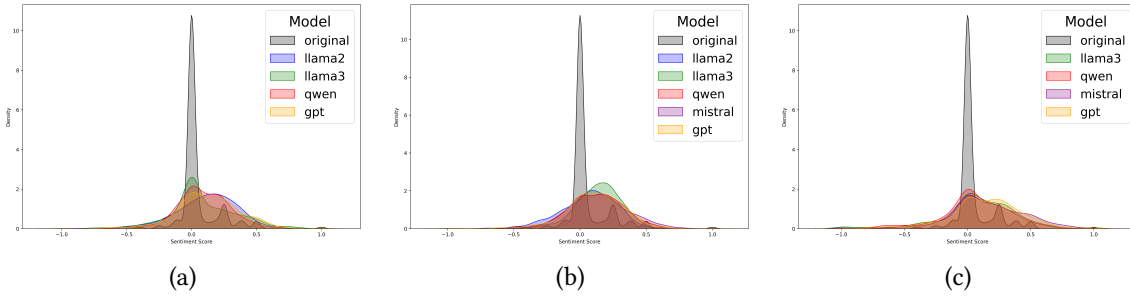 Model
original
llama2
llama3
qwen
gpt
Density
10
8
6
4
2
0
−1.0
−0.5
0.0
0.5
1.0
Sentiment Score
(a)
Model
original
llama2
llama3
qwen
mistral
gpt
Density
10
8
6
4
2
0
−1.0
−0.5
0.0
0.5
1.0
Sentiment Score
(b)
Model
original
llama3
qwen
mistral
gpt
Density
10
8
6
4
2
0
−1.0
−0.5
0.0
0.5
1.0
Sentiment Score
(c)